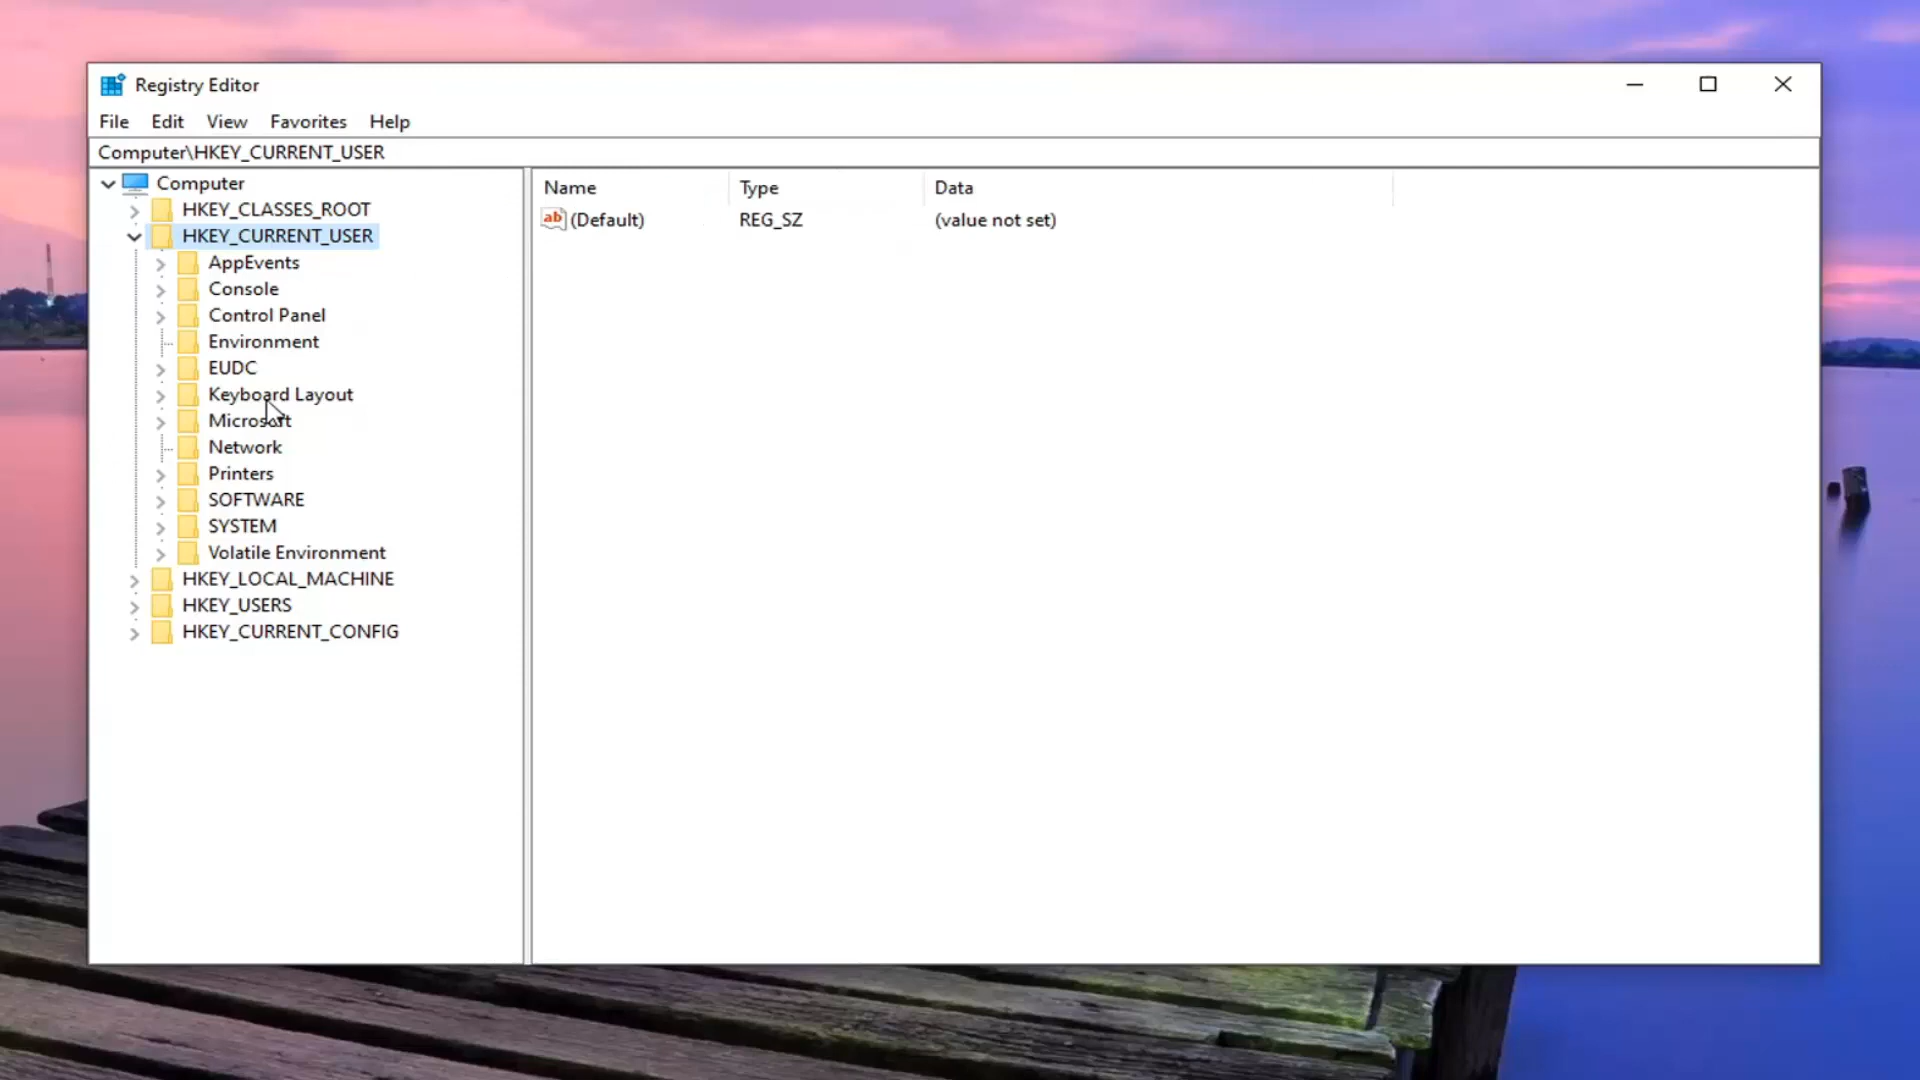 Registry Editor
File Edit View Favorites Help
Computer\HKEY_CURRENT_USER
Computer
HKEY_CLASSES_ROOT
HKEY_CURRENT_USER
AppEvents
Console
Control Panel
Environment
EUDC
Keyboard Layout
Microsoft
Network
Printers
SOFTWARE
SYSTEM
Volatile Environment
HKEY_LOCAL_MACHINE
HKEY_USERS
HKEY_CURRENT_CONFIG
Name Type Data
ab (Default) REG_SZ (value not set)